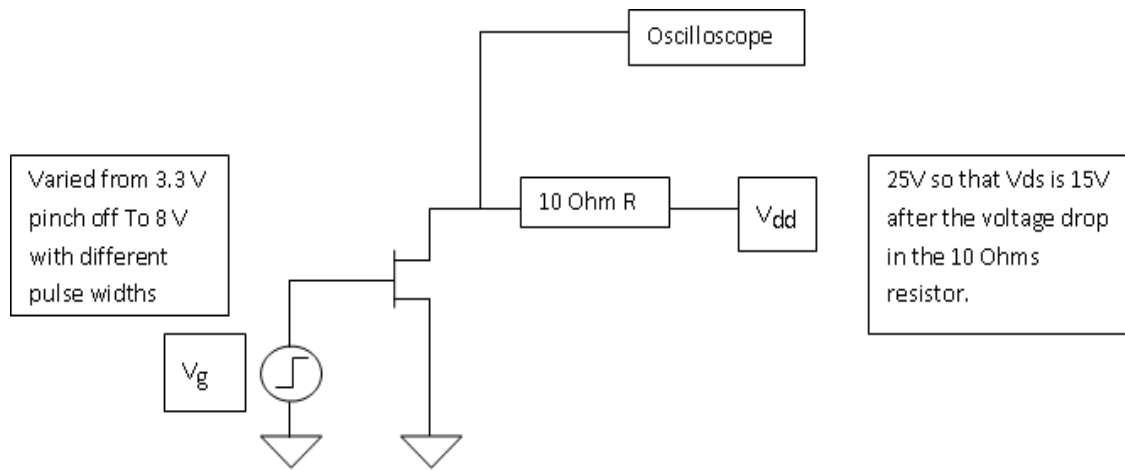 Oscilloscope
Varied from 3.3 V
pinch off To 8 V
with different
pulse widths
10 Ohm R
Vdd
25V so that Vds is 15V
after the voltage drop
in the 10 Ohms
resistor.
Vg